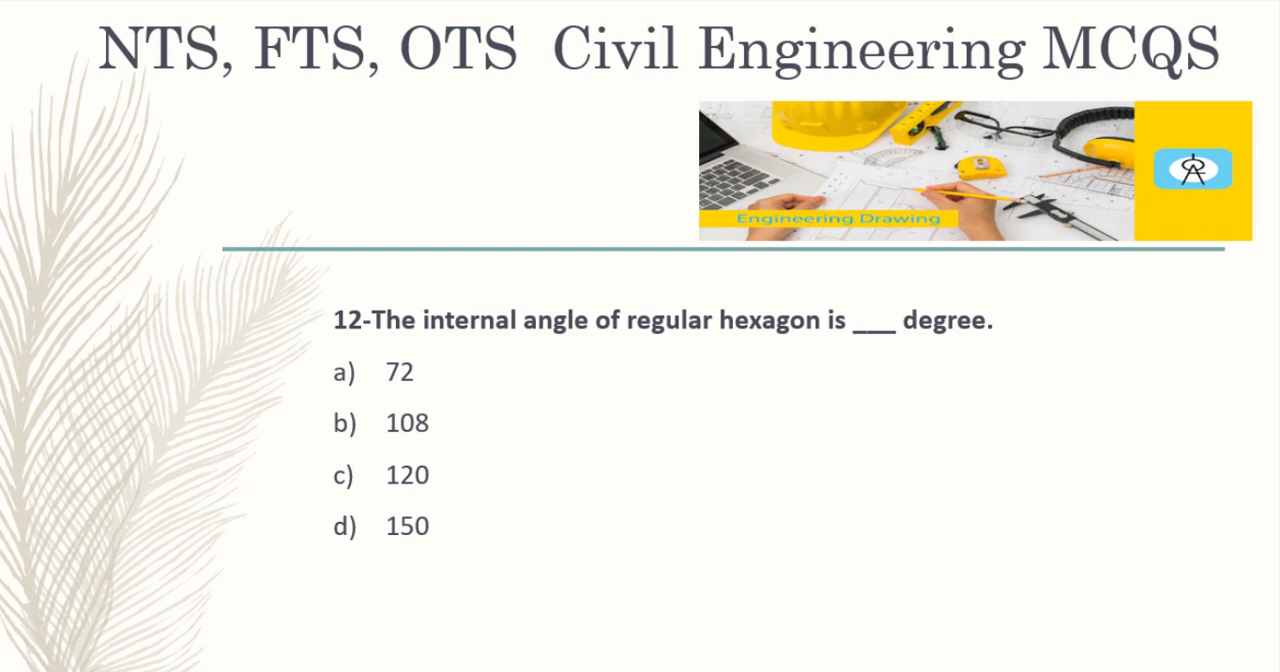 NTS, FTS, OTS Civil Engineering MCQS
Engineering Drawing
12-The internal angle of regular hexagon is ___ degree.
a) 72
b) 108
c) 120
d) 150